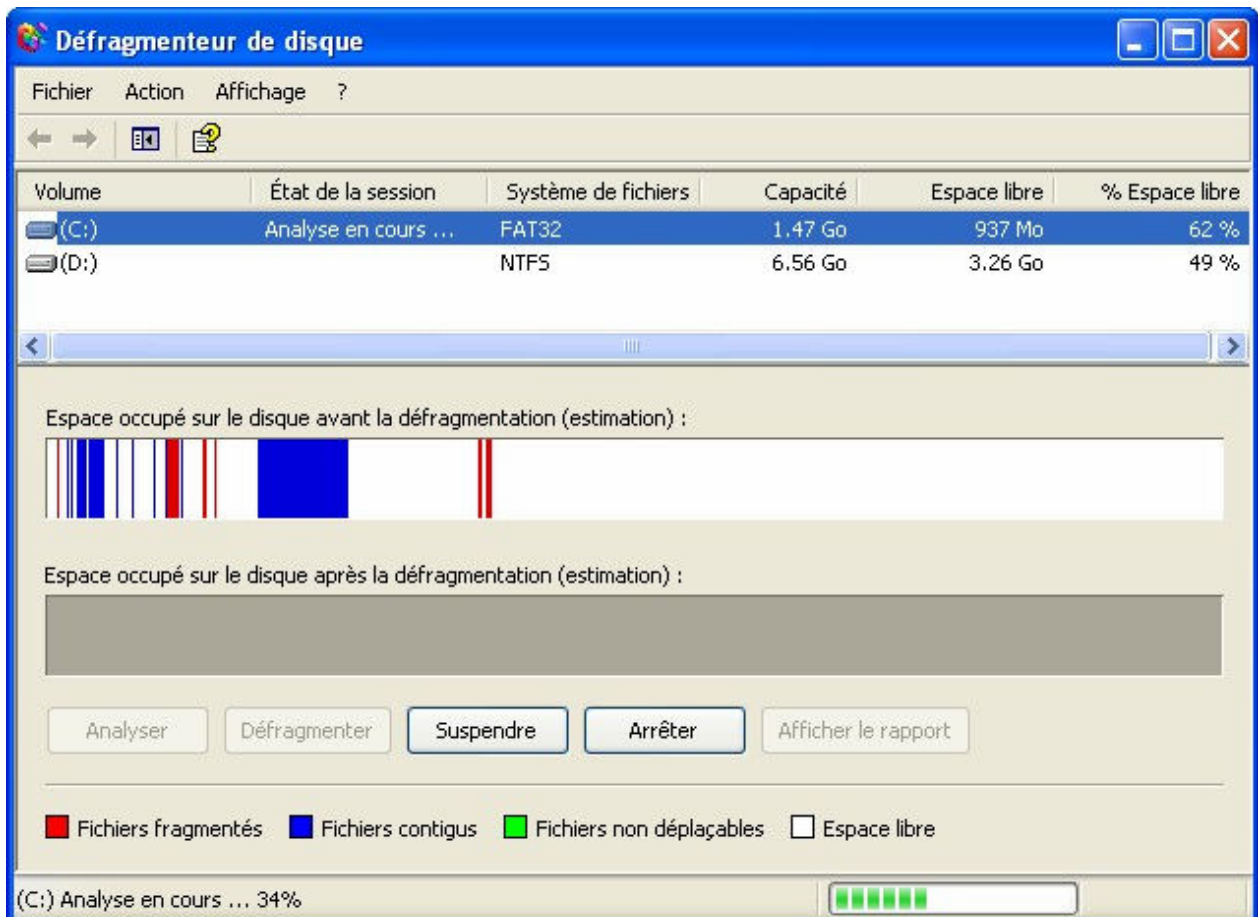 Défragmenteur de disque
Fichier Action Affichage ?
Volume État de la session Système de fichiers Capacité Espace libre % Espace libre
(C:) Analyse en cours ... FAT32 1.47 Go 937 Mo 62 %
(D:) NTFS 6.56 Go 3.26 Go 49 %
Espace occupé sur le disque avant la défragmentation (estimation) :
Espace occupé sur le disque après la défragmentation (estimation) :
Analyser Défragmenter Suspendre Arrêter Afficher le rapport
Fichiers fragmentés Fichiers contigus Fichiers non déplaçables Espace libre
(C:) Analyse en cours ... 34%